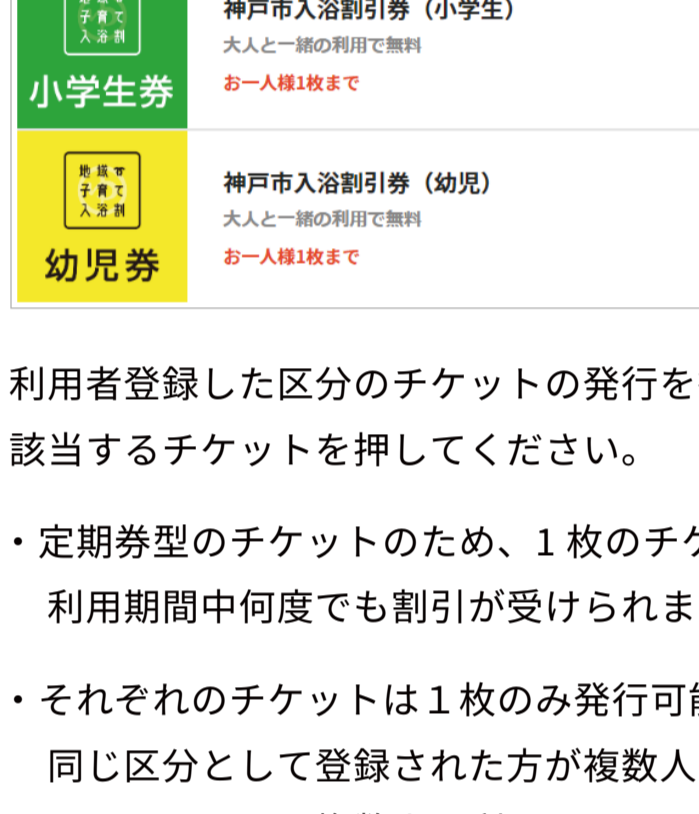 子育て
入浴割
小学生券
神戸市入浴割引券（小学生）
大人と一緒の利用で無料
お一人様1枚まで
地域で
子育て
入浴割
幼児券
神戸市入浴割引券（幼児）
大人と一緒の利用で無料
お一人様1枚まで
利用者登録した区分のチケットの発行を
該当するチケットを押してください。
・定期券型のチケットのため、1 枚のチケ
利用期間中何度でも割引が受けられま
・それぞれのチケットは１枚のみ発行可能
同じ区分として登録された方が複数人